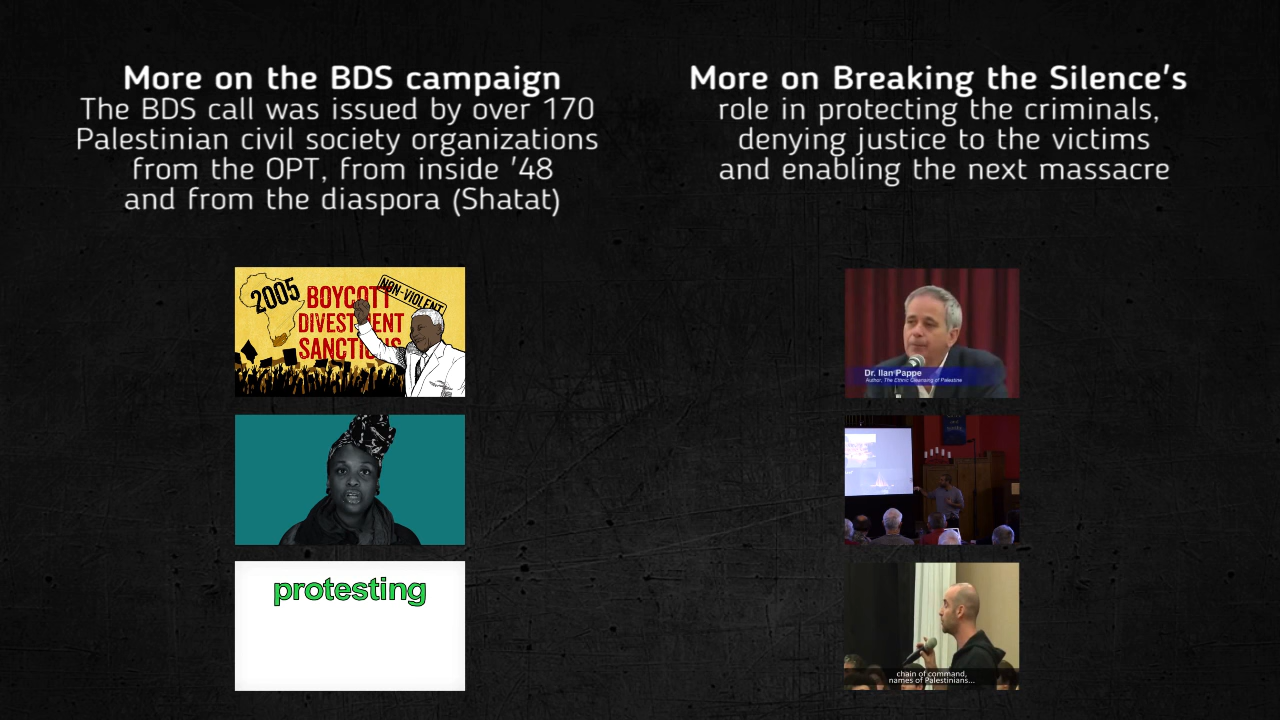 More on the BDS campaign
The BDS call was issued by over 170
Palestinian civil society organizations
from the OPT, from inside '48
and from the diaspora (Shatat)
More on Breaking the Silence's
role in protecting the criminals,
denying justice to the victims
and enabling the next massacre
2005
NON-VIOLENT
BOYCOTT
DIVESTMENT
SANCTIONS
protesting
Dr. Ilan Pappe
Author, The Ethnic Cleansing of Palestine
chain of command,
names of Palestinians...